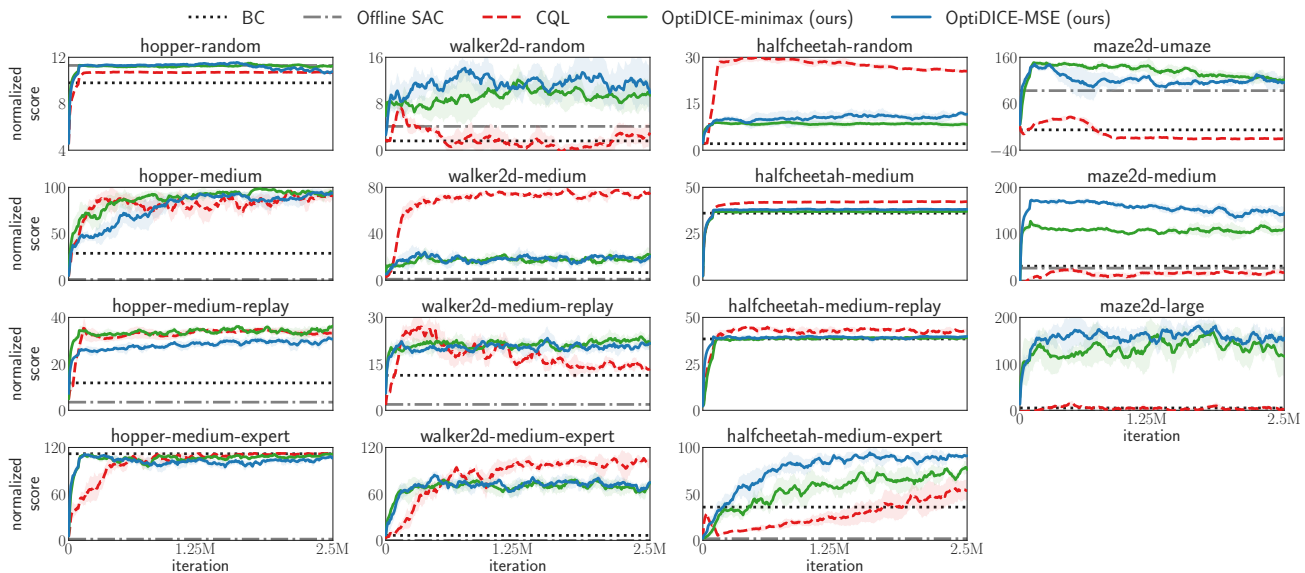 BC Offline SAC CQL OptiDICE-minimax (ours) OptiDICE-MSE (ours)
hopper-random walker2d-random halfcheetah-random maze2d-umaze
normalized
score
12
8
4
16
8
0
30
15
0
160
60
−40
hopper-medium walker2d-medium halfcheetah-medium maze2d-medium
normalized
score
100
50
0
80
40
0
50
25
0
200
100
0
hopper-medium-replay walker2d-medium-replay halfcheetah-medium-replay maze2d-large
normalized
score
40
20
0
30
15
0
50
25
0
200
100
0
1.25M 2.5M
iteration
hopper-medium-expert walker2d-medium-expert halfcheetah-medium-expert
normalized
score
120
60
0
120
60
0
100
50
0
0 1.25M 2.5M 0 1.25M 2.5M 0 1.25M 2.5M
iteration iteration iteration